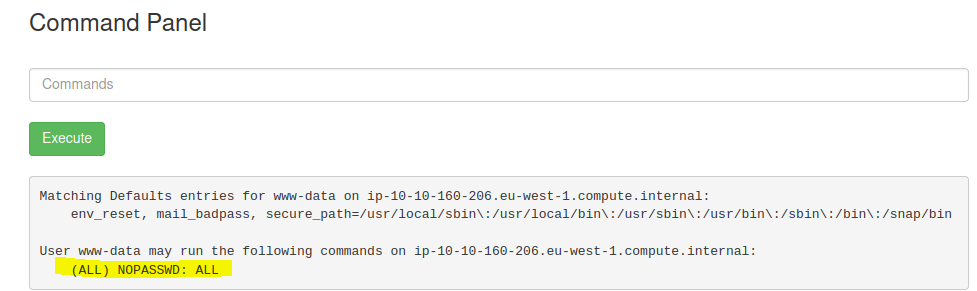 Command Panel
Commands
Execute
Matching Defaults entries for www-data on ip-10-10-160-206.eu-west-1.compute.internal:
env_reset, mail_badpass, secure_path=/usr/local/sbin\:/usr/local/bin\:/usr/sbin\:/usr/bin\:/sbin\:/bin\:/snap/bin
User www-data may run the following commands on ip-10-10-160-206.eu-west-1.compute.internal:
(ALL) NOPASSWD: ALL